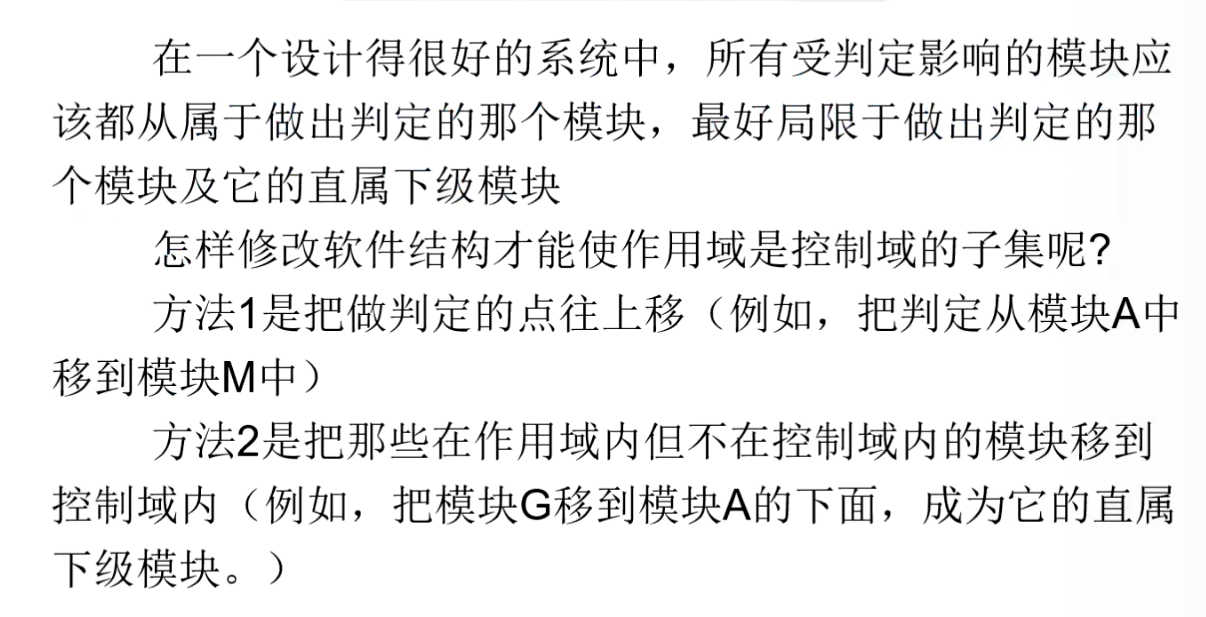 在一个设计得很好的系统中，所有受判定影响的模块应
该都从属于做出判定的那个模块，最好局限于做出判定的那
个模块及它的直属下级模块
怎样修改软件结构才能使作用域是控制域的子集呢?
方法1是把做判定的点往上移（例如，把判定从模块A中
移到模块M中）
方法2是把那些在作用域内但不在控制域内的模块移到
控制域内（例如，把模块G移到模块A的下面，成为它的直属
下级模块。）